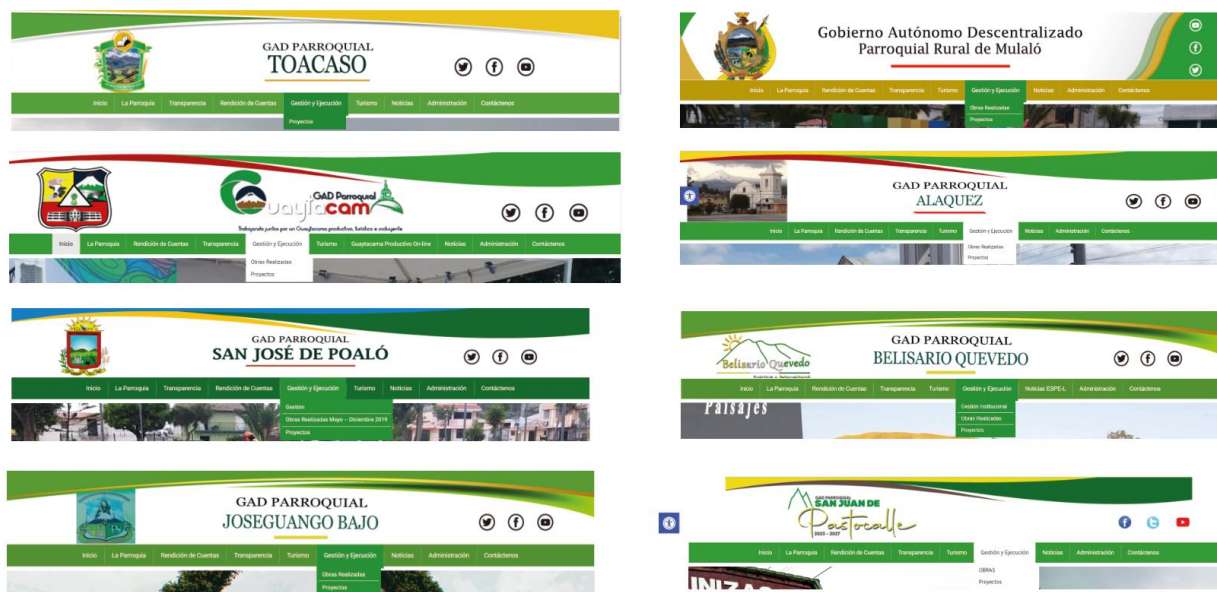 GAD PARROQUIAL
TOACASO
Inicio La Parroquia Transparencia Rendición de Cuentas Gestión y Ejecución Turismo Noticias Administración Contáctenos
Proyectos
Gobierno Autónomo Descentralizado
Parroquial Rural de Mulaló
Inicio La Parroquia Rendición de Cuentas Transparencia Turismo Gestión y Ejecución Noticias Administración Contáctenos
Obras Realizadas
Proyectos
GAD Parroquial
Guaytacama
Trabajando juntos por un Guaytacama productivo, turístico e incluyente
Inicio La Parroquia Rendición de Cuentas Transparencia Gestión y Ejecución Turismo Guaytacama Productivo On-line Noticias Administración Contáctenos
Obras Realizadas
Proyectos
GAD PARROQUIAL
ALAQUEZ
Inicio La Parroquia Rendición de Cuentas Transparencia Turismo Gestión y Ejecución Noticias Administración Contáctenos
Obras Realizadas
Proyectos
GAD PARROQUIAL
SAN JOSÉ DE POALÓ
Inicio La Parroquia Transparencia Rendición de Cuentas Gestión y Ejecución Turismo Noticias Administración Contáctenos
Gestión
Obras Realizadas Mayo – Diciembre 2019
Proyectos
Belisario Quevedo
GAD PARROQUIAL
BELISARIO QUEVEDO
Inicio La Parroquia Rendición de Cuentas Transparencia Turismo Gestión y Ejecución Noticias ESPE-L Administración Contáctenos
Gestión Institucional
Obras Realizadas
Proyectos
Paisajes
GAD PARROQUIAL
JOSEGUANGO BAJO
Inicio La Parroquia Rendición de Cuentas Transparencia Turismo Gestión y Ejecución Noticias Administración Contáctenos
Obras Realizadas
Proyectos
GAD PARROQUIAL
SAN JUAN DE
Pastocalle
2023 - 2027
Inicio La Parroquia Rendición de Cuentas Transparencia Turismo Gestión y Ejecución Noticias Administración Contáctenos
OBRAS
Proyectos